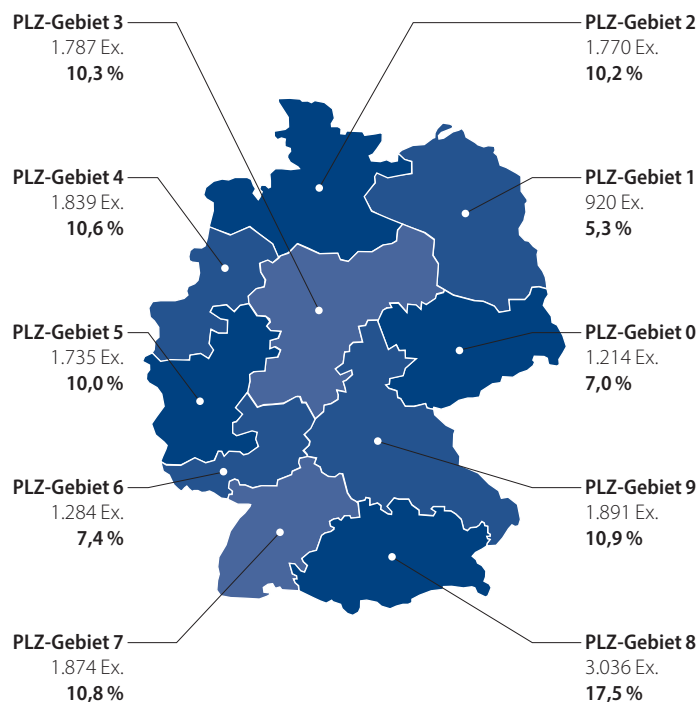 PLZ-Gebiet 3
1.787 Ex.
10,3 %
PLZ-Gebiet 2
1.770 Ex.
10,2 %
PLZ-Gebiet 4
1.839 Ex.
10,6 %
PLZ-Gebiet 1
920 Ex.
5,3 %
PLZ-Gebiet 5
1.735 Ex.
10,0 %
PLZ-Gebiet 0
1.214 Ex.
7,0 %
PLZ-Gebiet 6
1.284 Ex.
7,4 %
PLZ-Gebiet 9
1.891 Ex.
10,9 %
PLZ-Gebiet 7
1.874 Ex.
10,8 %
PLZ-Gebiet 8
3.036 Ex.
17,5 %